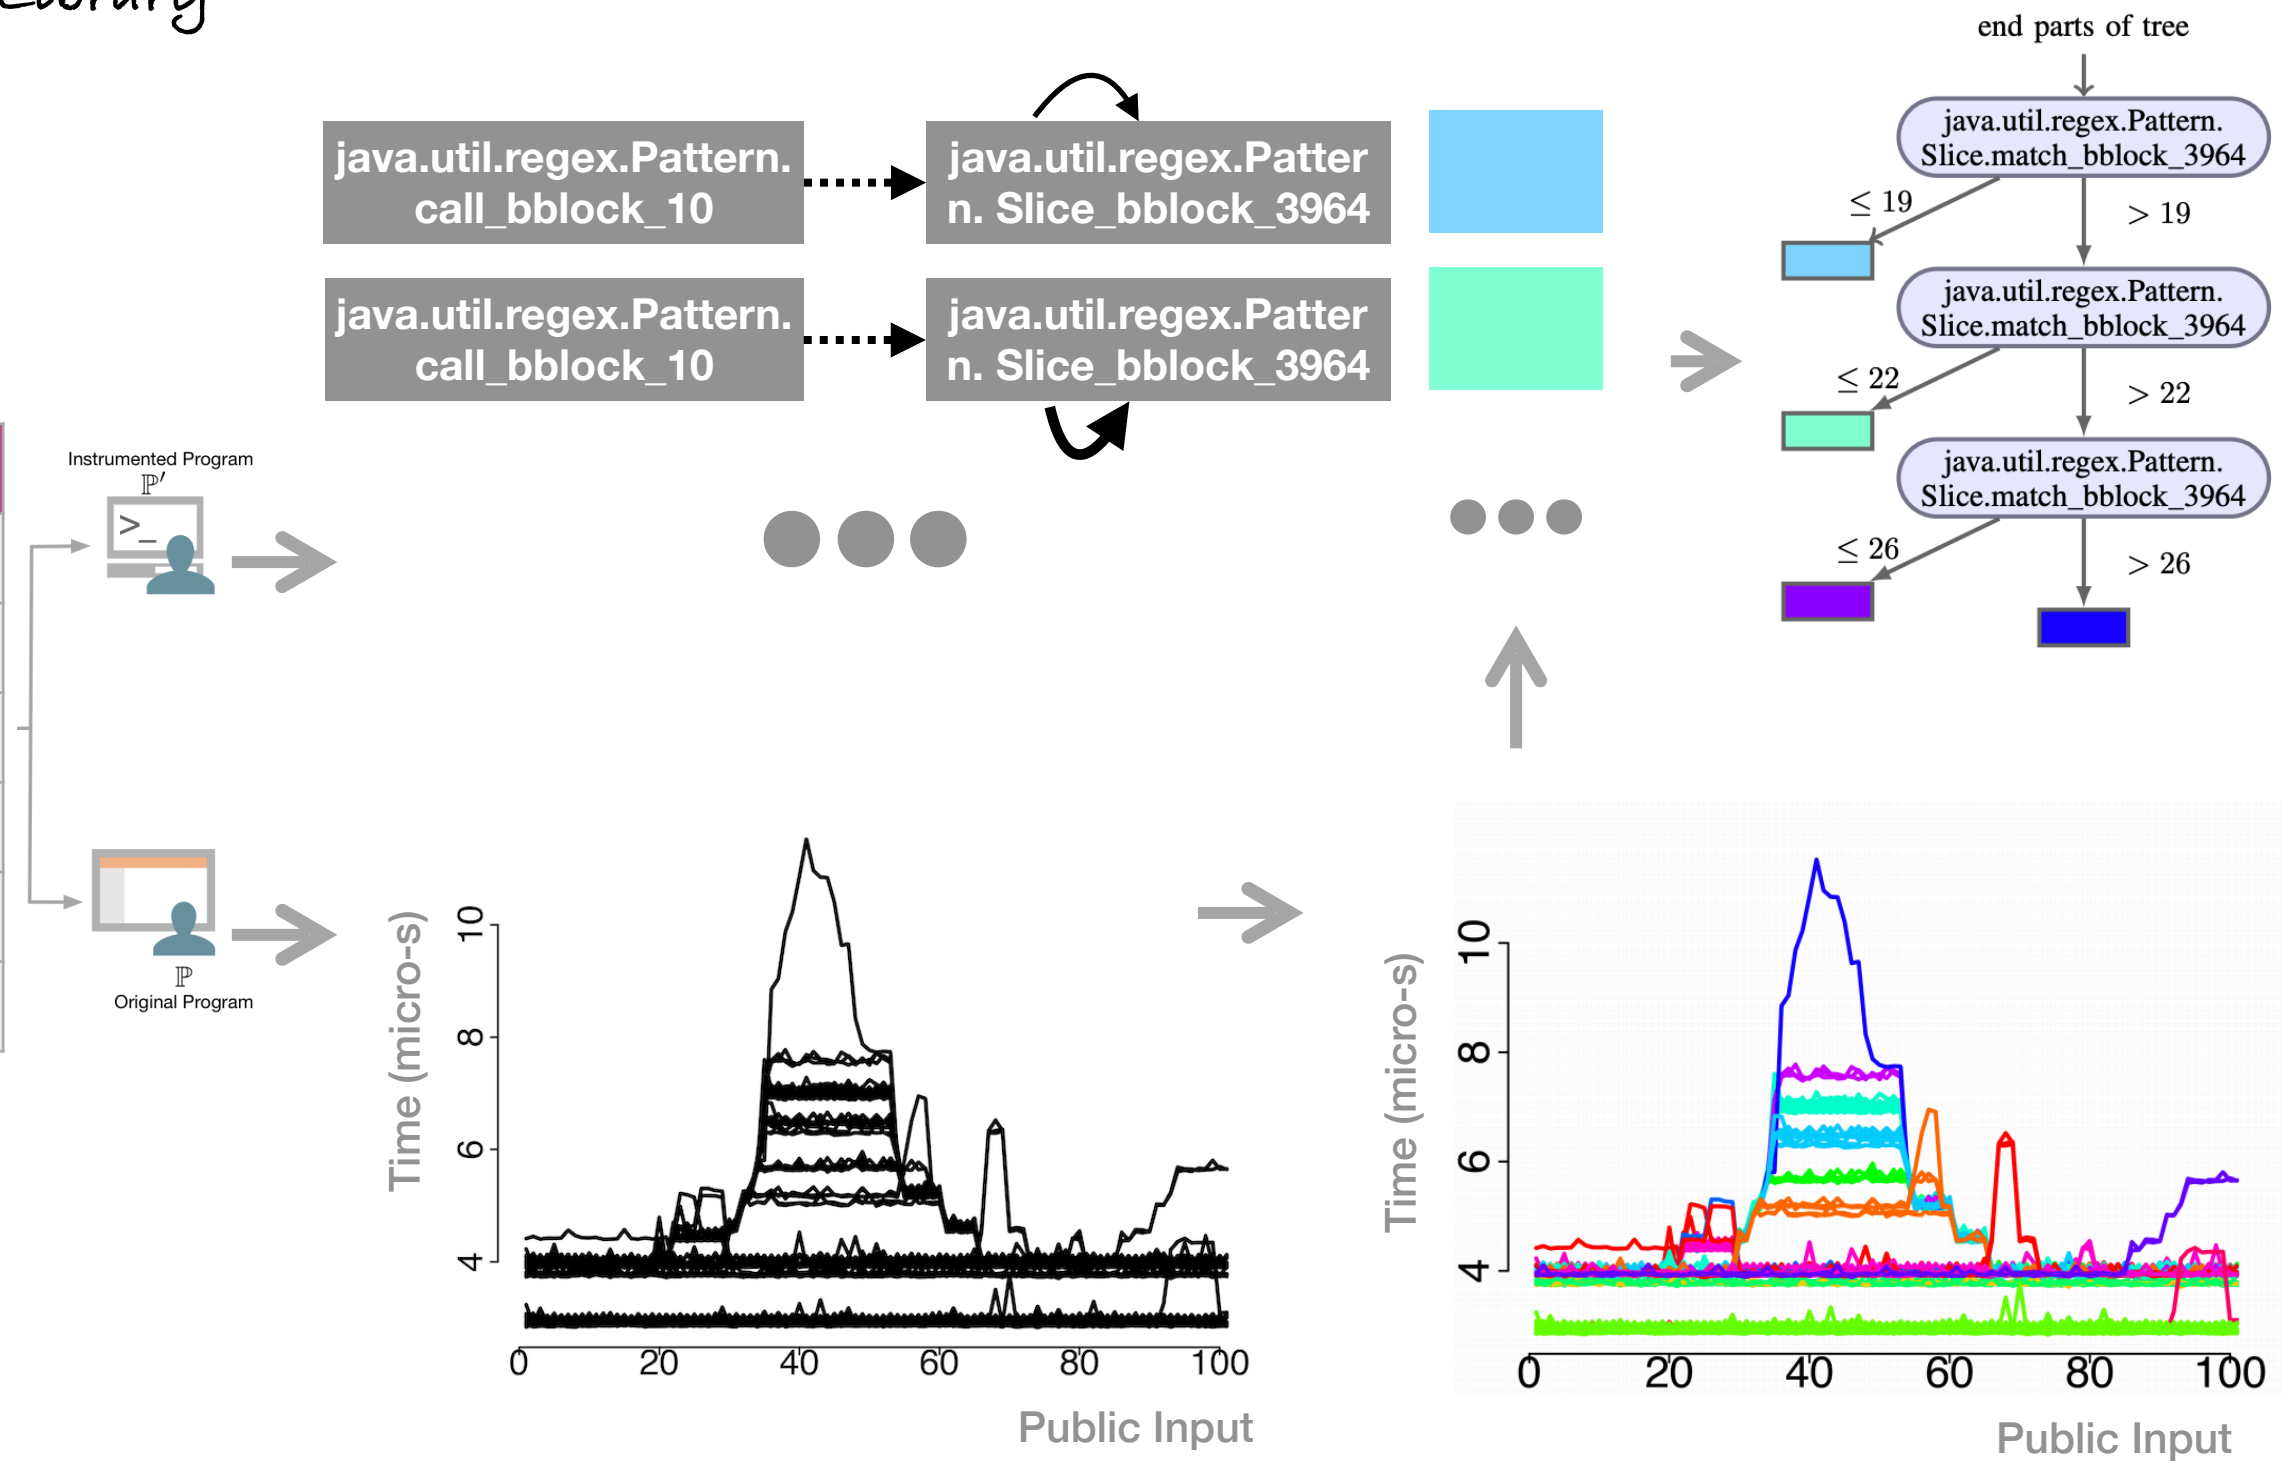 java.util.regex.Pattern.
call_bblock_10
java.util.regex.Patter
n. Slice_bblock_3964
java.util.regex.Pattern.
call_bblock_10
java.util.regex.Patter
n. Slice_bblock_3964
end parts of tree
java.util.regex.Pattern.
Slice.match_bblock_3964
≤ 19
> 19
java.util.regex.Pattern.
Slice.match_bblock_3964
≤ 22
> 22
java.util.regex.Pattern.
Slice.match_bblock_3964
≤ 26
> 26
Instrumented Program
ℙ′
>_
ℙ
Original Program
Time (micro-s)
10
8
6
4
0 20 40 60 80 100
Public Input
Time (micro-s)
10
8
6
4
0 20 40 60 80 100
Public Input